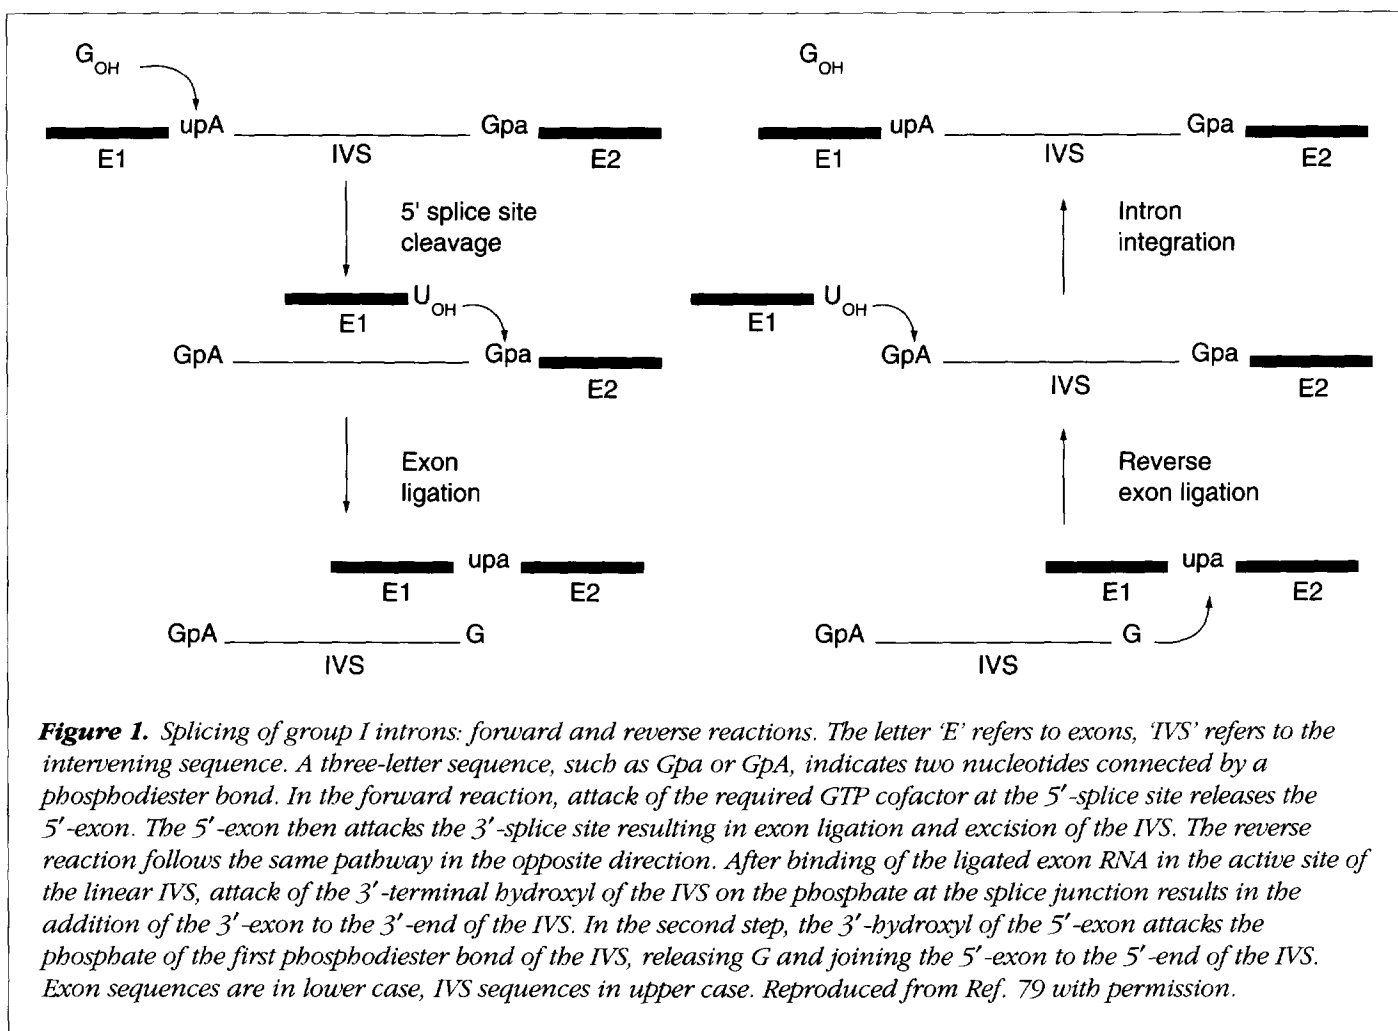 G OH
G OH
upA
Gpa
upA
Gpa
E1
IVS
E2
E1
IVS
E2
5' splice site
cleavage
Intron
integration
U OH
U OH
E1
E1
GpA
Gpa
GpA
Gpa
E2
IVS
E2
Exon
ligation
Reverse
exon ligation
upa
upa
E1
E2
E1
E2
GpA
G
GpA
G
IVS
IVS
Figure 1. Splicing of group I introns: forward and reverse reactions. The letter ‘E’ refers to exons, ‘IVS’ refers to the
intervening sequence. A three-letter sequence, such as Gpa or GpA, indicates two nucleotides connected by a
phosphodiester bond. In the forward reaction, attack of the required GTP cofactor at the 5′-splice site releases the
5′-exon. The 5′-exon then attacks the 3′-splice site resulting in exon ligation and excision of the IVS. The reverse
reaction follows the same pathway in the opposite direction. After binding of the ligated exon RNA in the active site of
the linear IVS, attack of the 3′-terminal hydroxyl of the IVS on the phosphate at the splice junction results in the
addition of the 3′-exon to the 3′-end of the IVS. In the second step, the 3′-hydroxyl of the 5′-exon attacks the
phosphate of the first phosphodiester bond of the IVS, releasing G and joining the 5′-exon to the 5′-end of the IVS.
Exon sequences are in lower case, IVS sequences in upper case. Reproduced from Ref. 79 with permission.